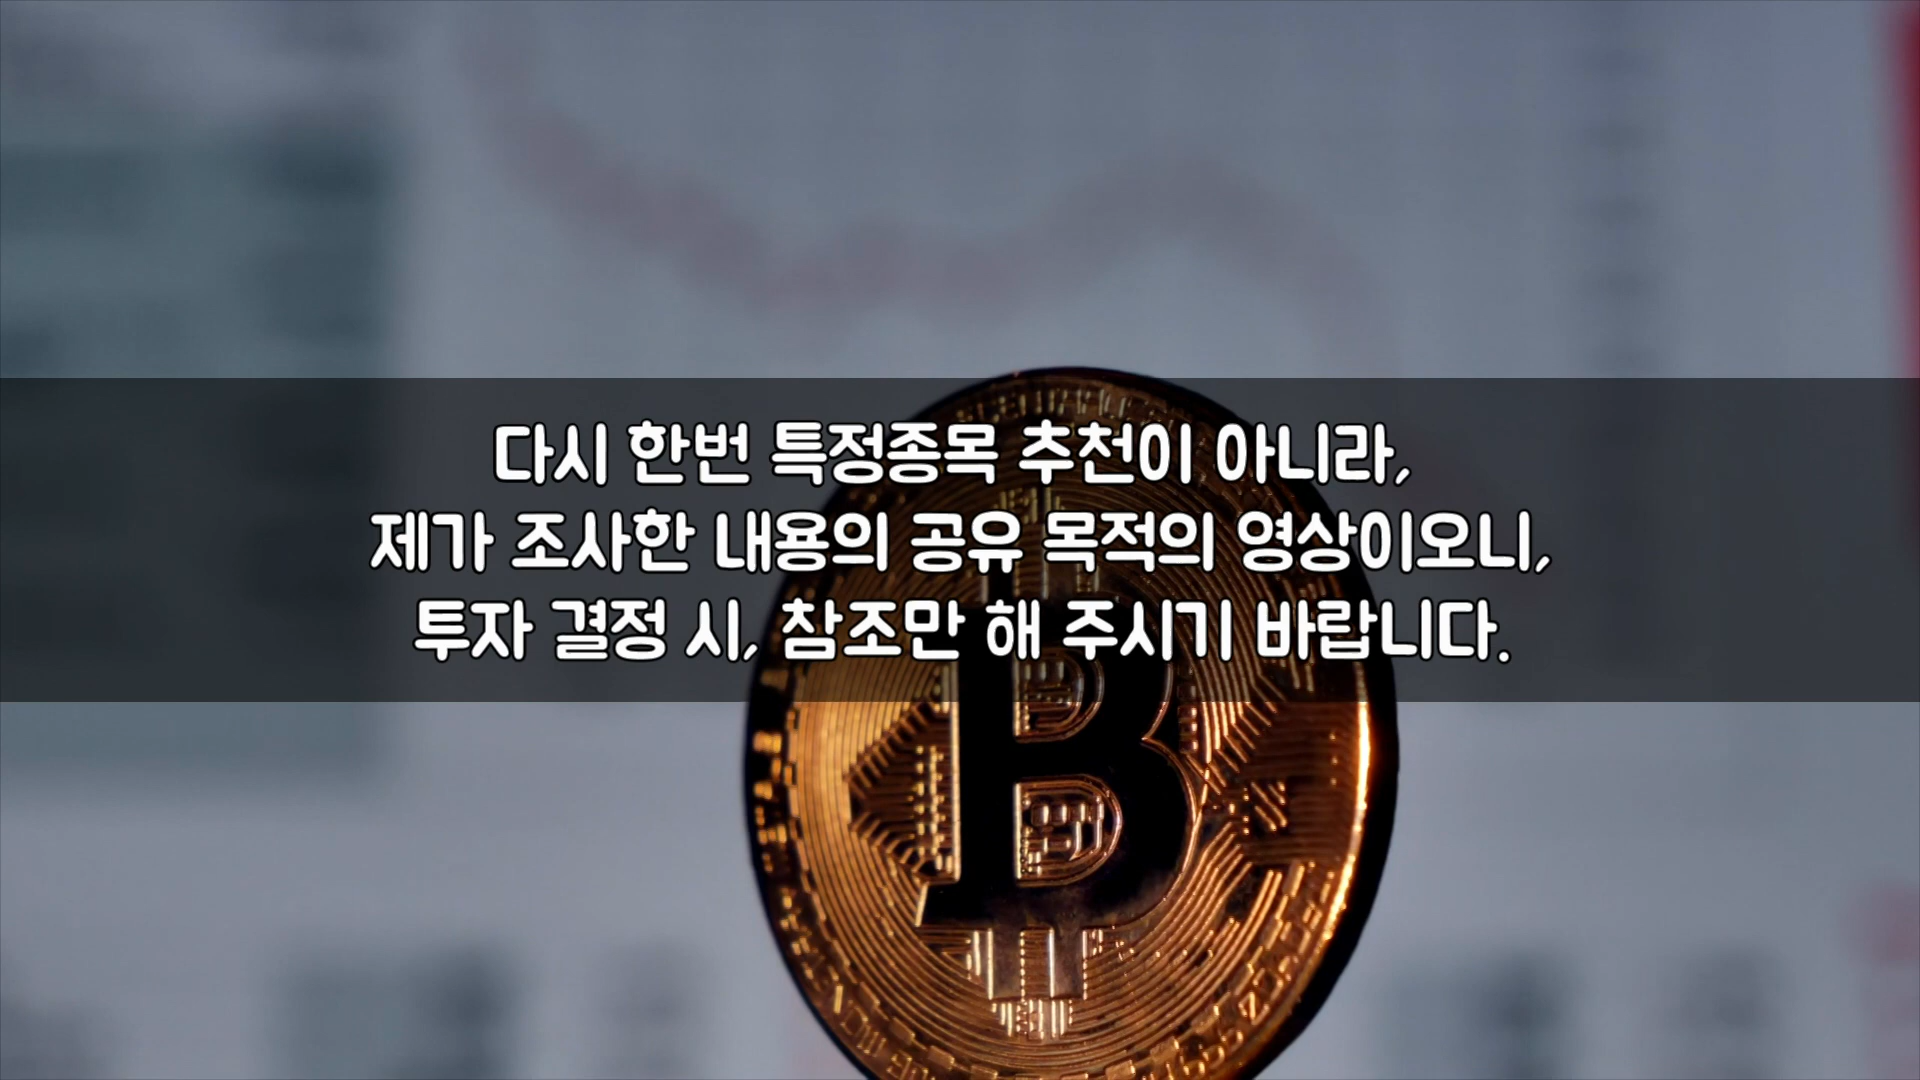 다시 한번 특정종목 추천이 아니라,
제가 조사한 내용의 공유 목적의 영상이오니,
투자 결정 시, 참조만 해 주시기 바랍니다.